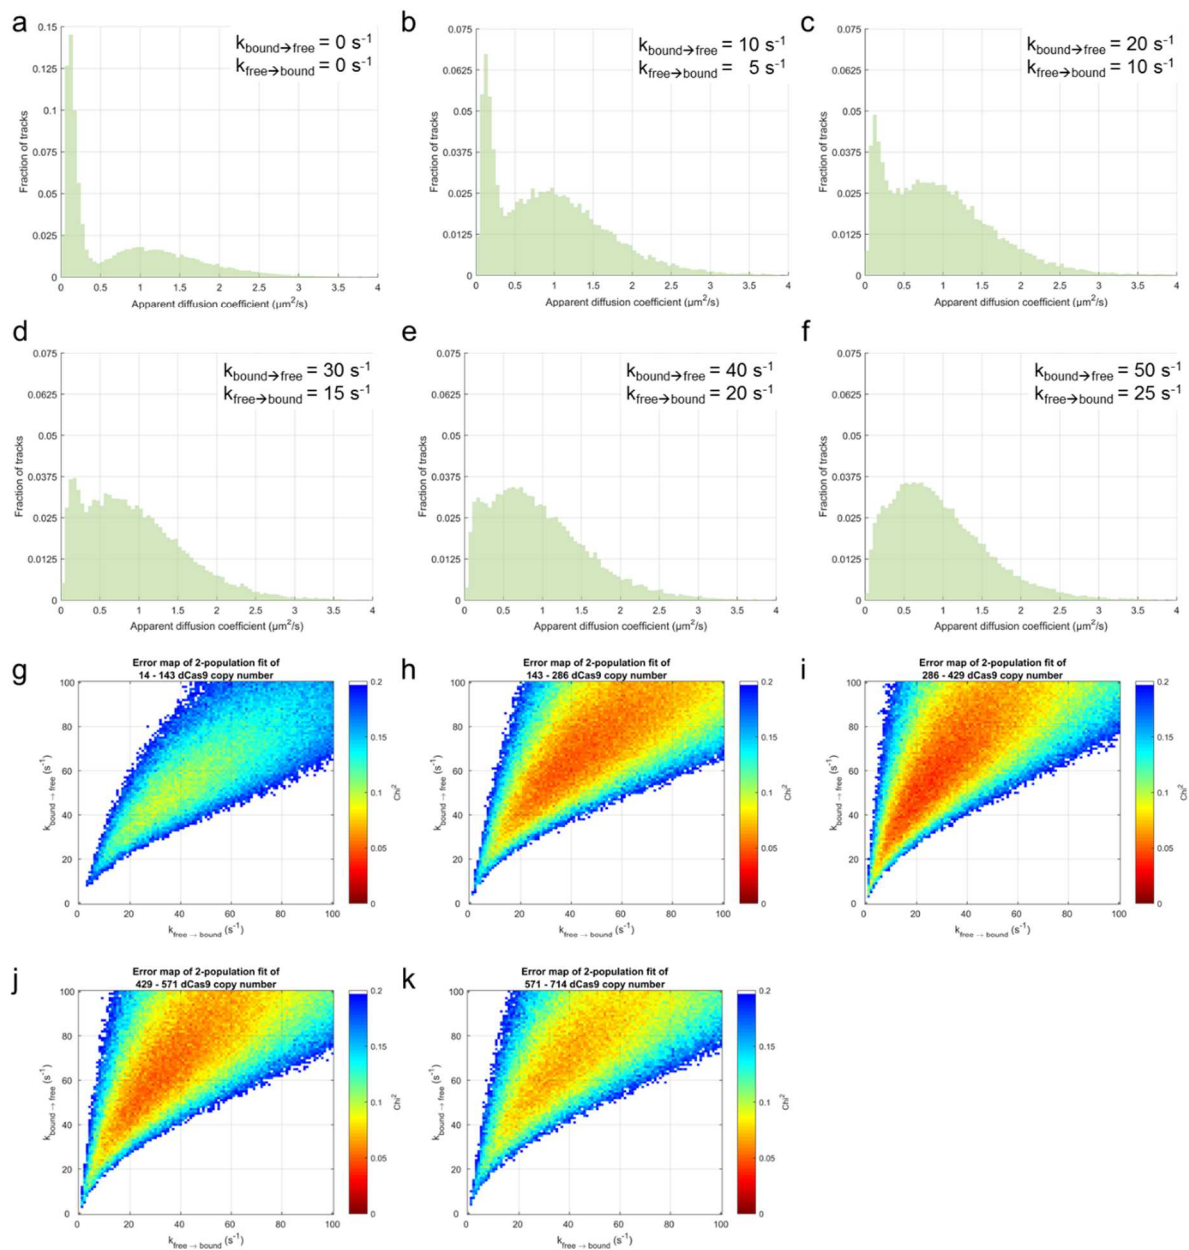 a
0.15
0.125
0.1
0.075
0.05
0.025
0
Fraction of tracks
k bound→free = 0 s-1
k free→bound = 0 s-1
0 0.5 1 1.5 2 2.5 3 3.5 4
Apparent diffusion coefficient (µm2/s)
b
0.075
0.0625
0.05
0.0375
0.025
0.0125
0
Fraction of tracks
k bound→free = 10 s-1
k free→bound = 5 s-1
0 0.5 1 1.5 2 2.5 3 3.5 4
Apparent diffusion coefficient (µm2/s)
c
0.075
0.0625
0.05
0.0375
0.025
0.0125
0
Fraction of tracks
k bound→free = 20 s-1
k free→bound = 10 s-1
0 0.5 1 1.5 2 2.5 3 3.5 4
Apparent diffusion coefficient (µm2/s)
d
0.075
0.0625
0.05
0.0375
0.025
0.0125
0
Fraction of tracks
k bound→free = 30 s-1
k free→bound = 15 s-1
0 0.5 1 1.5 2 2.5 3 3.5 4
Apparent diffusion coefficient (µm2/s)
e
0.075
0.0625
0.05
0.0375
0.025
0.0125
0
Fraction of tracks
k bound→free = 40 s-1
k free→bound = 20 s-1
0 0.5 1 1.5 2 2.5 3 3.5 4
Apparent diffusion coefficient (µm2/s)
f
0.075
0.0625
0.05
0.0375
0.025
0.0125
0
Fraction of tracks
k bound→free = 50 s-1
k free→bound = 25 s-1
0 0.5 1 1.5 2 2.5 3 3.5 4
Apparent diffusion coefficient (µm2/s)
g
Error map of 2-population fit of
14 - 143 dCas9 copy number
100
80
60
40
20
0
k bound → free (s-1)
0 20 40 60 80 100
k free → bound (s-1)
0.2
0.15
0.1
0.05
0
Chi2
h
Error map of 2-population fit of
143 - 286 dCas9 copy number
100
80
60
40
20
0
k bound → free (s-1)
0 20 40 60 80 100
k free → bound (s-1)
0.2
0.15
0.1
0.05
0
Chi2
i
Error map of 2-population fit of
286 - 429 dCas9 copy number
100
80
60
40
20
0
k bound → free (s-1)
0 20 40 60 80 100
k free → bound (s-1)
0.2
0.15
0.1
0.05
0
Chi2
j
Error map of 2-population fit of
429 - 571 dCas9 copy number
100
80
60
40
20
0
k bound → free (s-1)
0 20 40 60 80 100
k free → bound (s-1)
0.2
0.15
0.1
0.05
0
Chi2
k
Error map of 2-population fit of
571 - 714 dCas9 copy number
100
80
60
40
20
0
k bound → free (s-1)
0 20 40 60 80 100
k free → bound (s-1)
0.2
0.15
0.1
0.05
0
Chi2